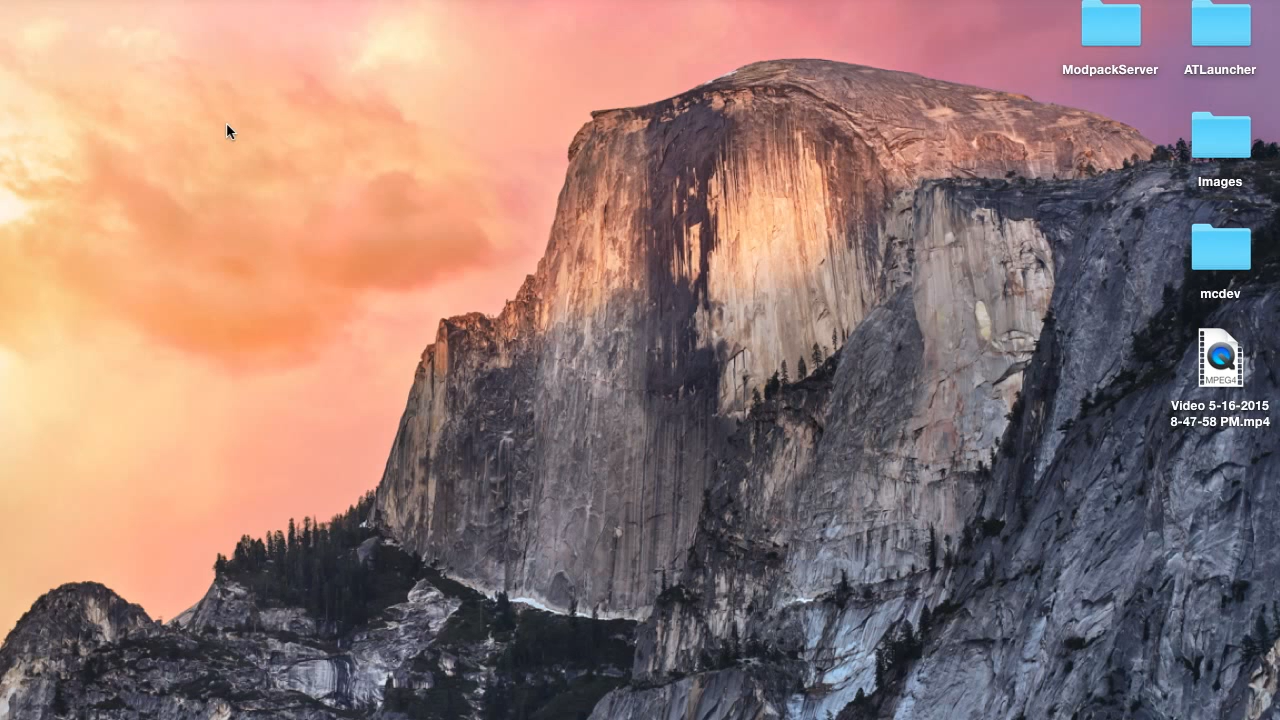 ModpackServer
ATLauncher
Images
mcdev
MPEG4
Video 5-16-2015
8-47-58 PM.mp4